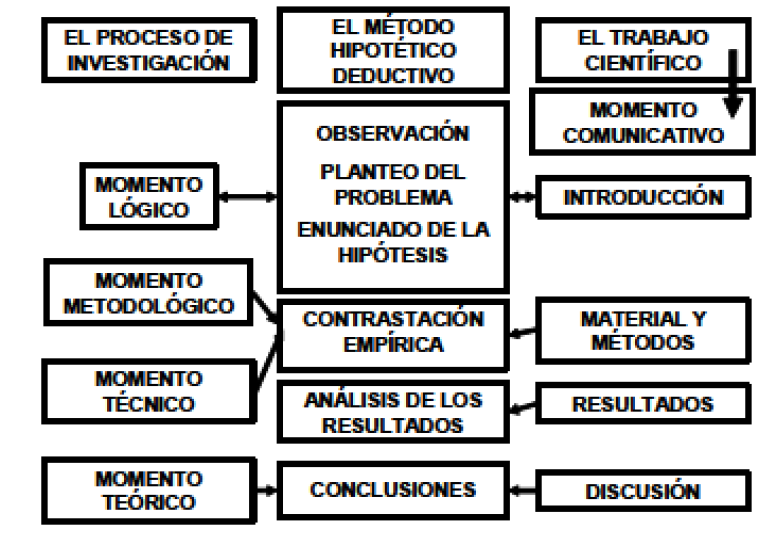 EL PROCESO DE
INVESTIGACIÓN
EL MÉTODO
HIPOTÉTICO
DEDUCTIVO
EL TRABAJO
CIENTÍFICO
MOMENTO
COMUNICATIVO
OBSERVACIÓN
PLANTEO DEL
PROBLEMA
ENUNCIADO DE LA
HIPÓTESIS
MOMENTO
LÓGICO
INTRODUCCIÓN
MOMENTO
METODOLÓGICO
CONTRASTACIÓN
EMPÍRICA
MATERIAL Y
MÉTODOS
MOMENTO
TÉCNICO
ANÁLISIS DE LOS
RESULTADOS
RESULTADOS
MOMENTO
TEÓRICO
CONCLUSIONES
DISCUSIÓN